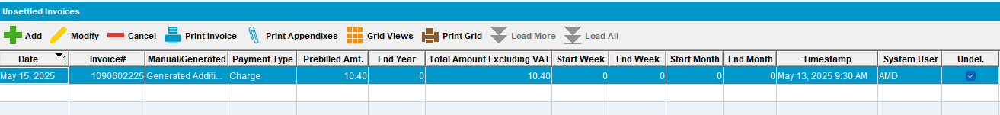 Unsettled Invoices
Add Modify Cancel Print Invoice Print Appendixes Grid Views Print Grid Load More Load All
Date 1 Invoice# Manual/Generated Payment Type Prebilled Amt. End Year Total Amount Excluding VAT Start Week End Week Start Month End Month Timestamp System User Undel.
May 15, 2025 1090602225 Generated Additi... Charge 10.40 0 10.40 0 0 0 0 May 13, 2025 9:30 AM AMD